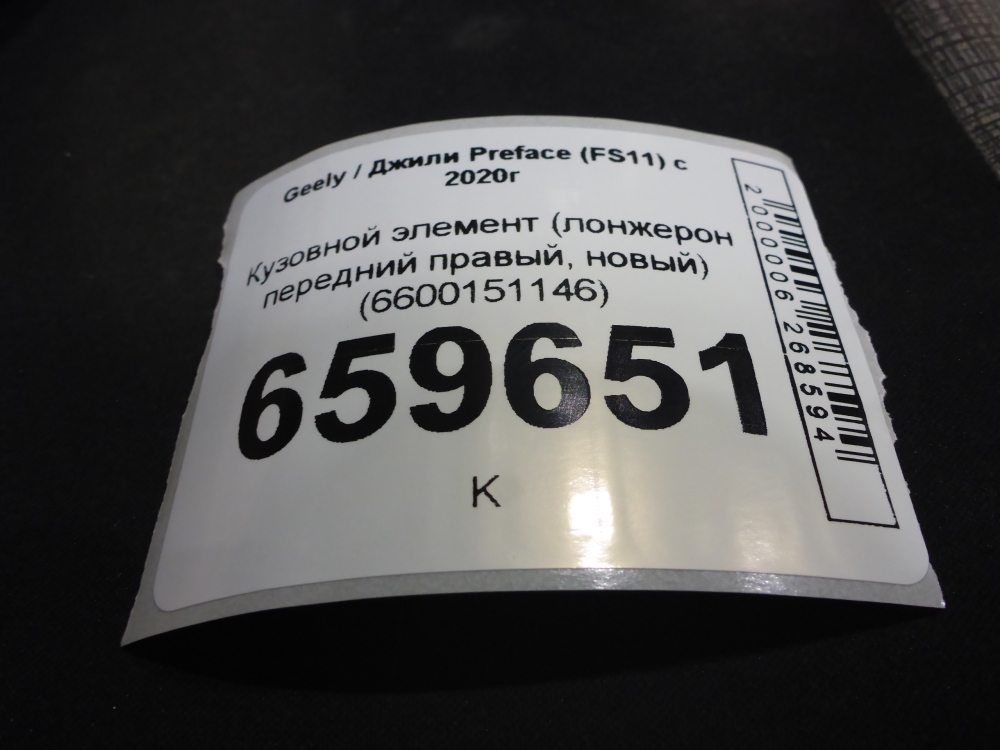 Geely / Джили Preface (FS11) с
2020г
Кузовной элемент (лонжерон
передний правый, новый)
(6600151146)
659651
К
2000006268594